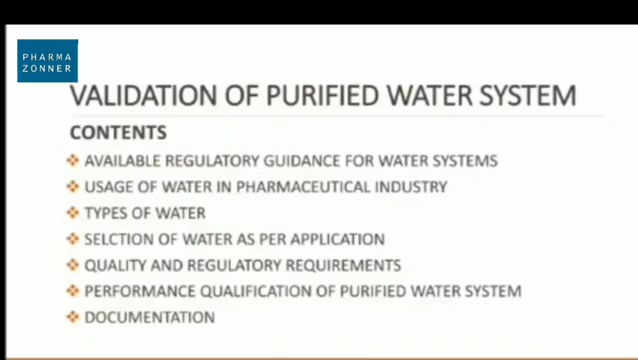 PHARMA
ZONNER
VALIDATION OF PURIFIED WATER SYSTEM
CONTENTS
AVAILABLE REGULATORY GUIDANCE FOR WATER SYSTEMS
USAGE OF WATER IN PHARMACEUTICAL INDUSTRY
TYPES OF WATER
SELCTION OF WATER AS PER APPLICATION
QUALITY AND REGULATORY REQUIREMENTS
PERFORMANCE QUALIFICATION OF PURIFIED WATER SYSTEM
DOCUMENTATION